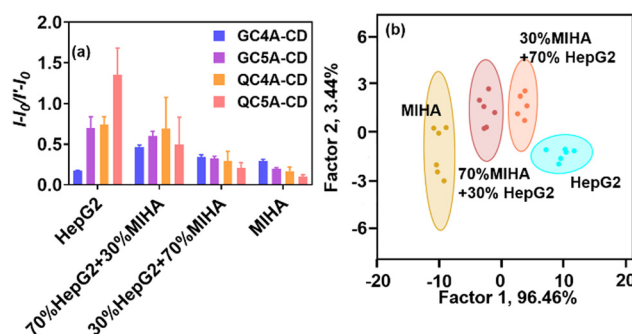 (a)
GC4A-CD
GC5A-CD
QC4A-CD
QC5A-CD
I-I0/I'-I0
2.0
1.5
1.0
0.5
0.0
HepG2
70%HepG2+30%MIHA
30%HepG2+70%MIHA
MIHA
(b)
30%MIHA
+70% HepG2
MIHA
70%MIHA
+30% HepG2
HepG2
Factor 2, 3.44%
6
3
0
-3
-6
-20
-10
0
10
20
Factor 1, 96.46%